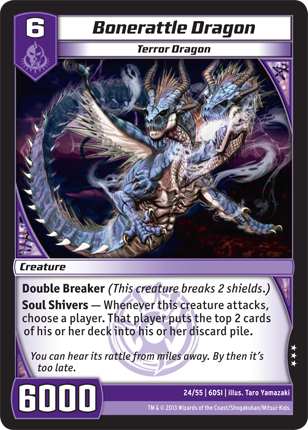 6
Bonerattle Dragon
Terror Dragon
Creature
Double Breaker (This creature breaks 2 shields.)
Soul Shivers — Whenever this creature attacks,
choose a player. That player puts the top 2 cards
of his or her deck into his or her discard pile.
You can hear its rattle from miles away. By then it's
too late.
6000
24/55 | 6DSI | illus. Taro Yamazaki
TM & © 2013 Wizards of the Coast/Shogakukan/Mitsui-Kids.